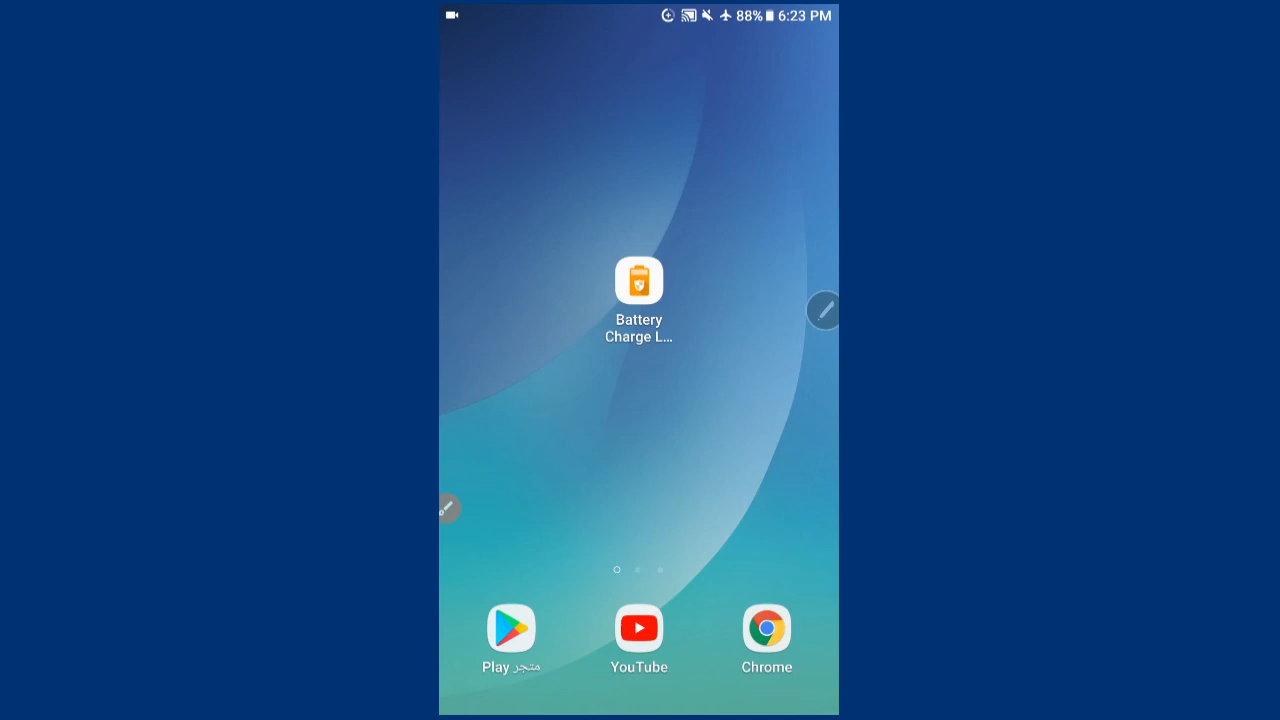 88% 6:23 PM
Battery
Charge L...
متجر Play
YouTube
Chrome